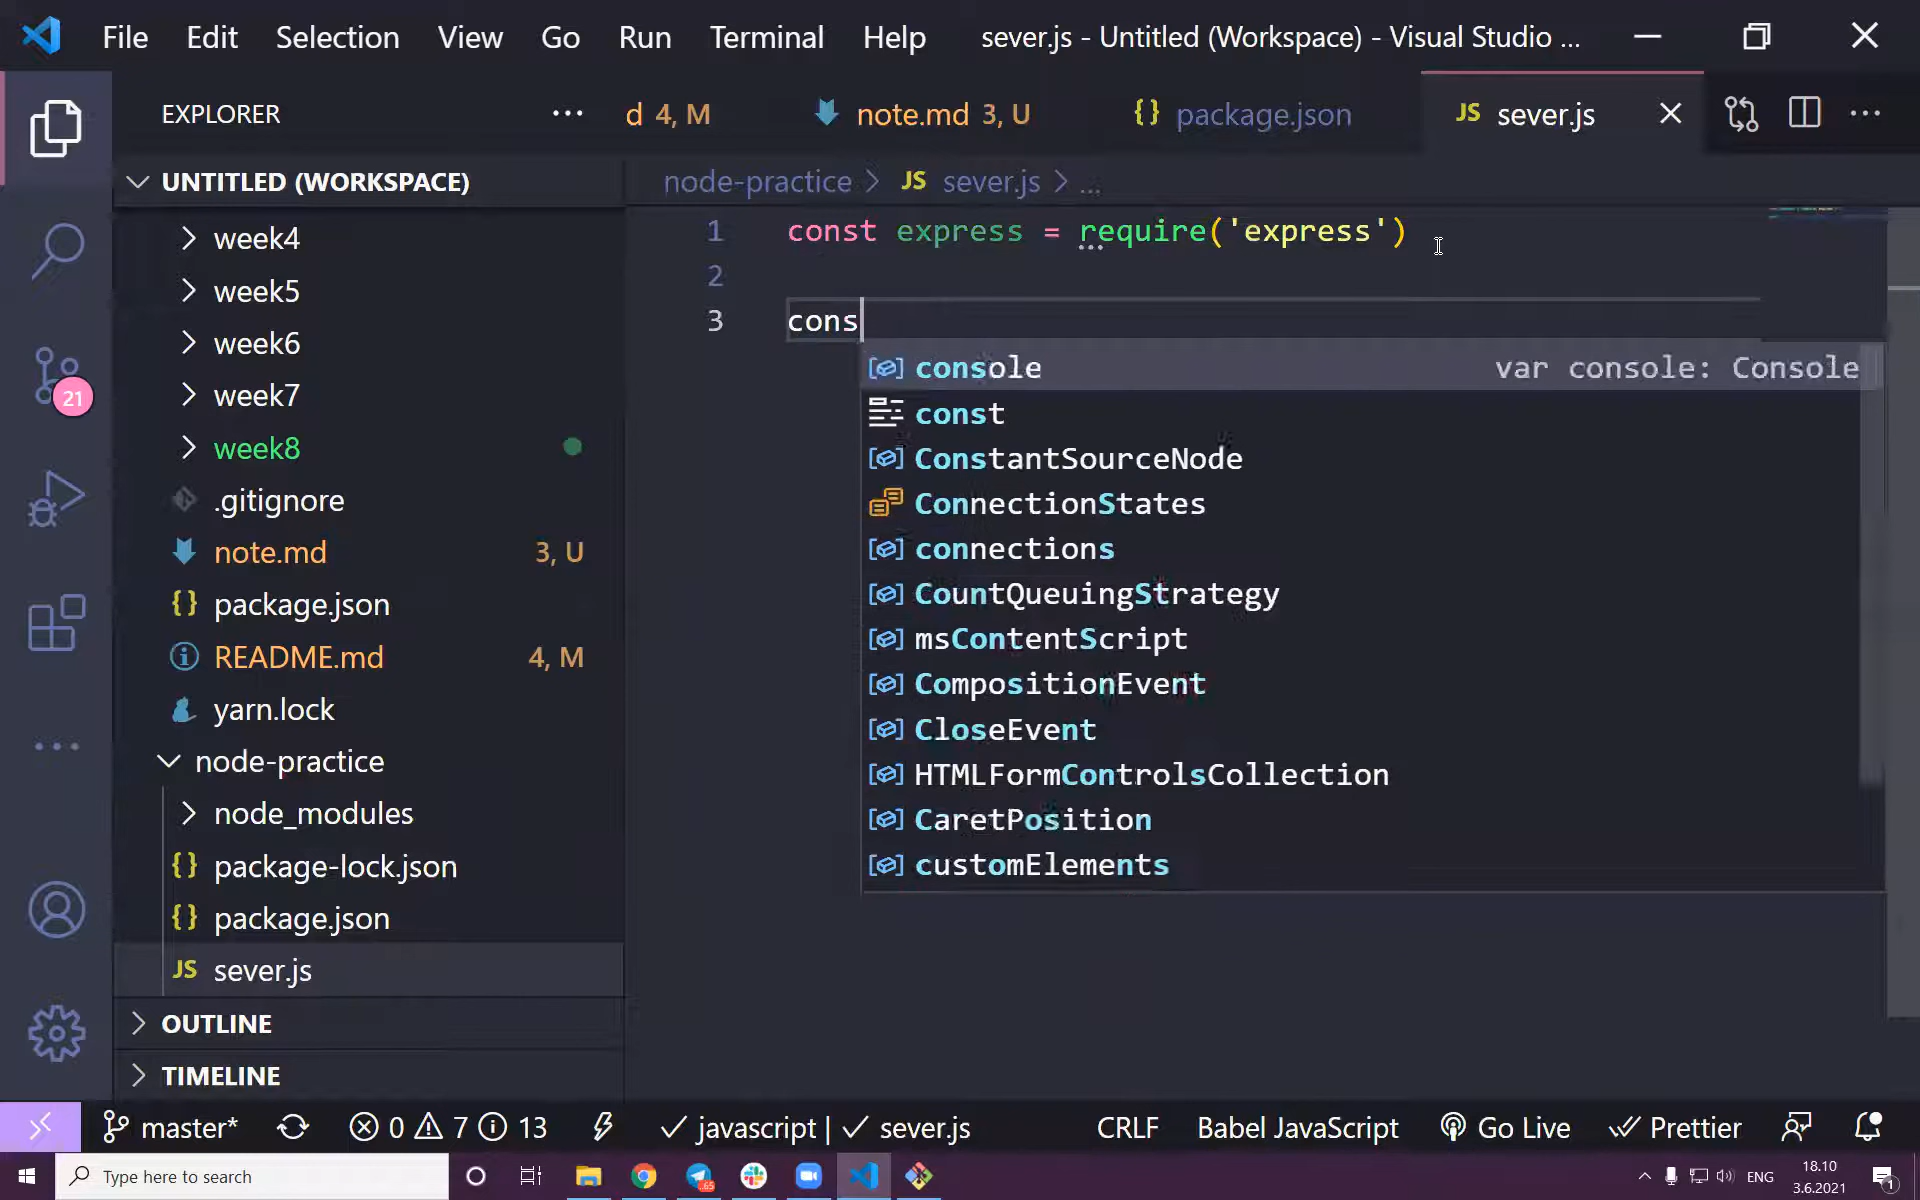 File Edit Selection View Go Run Terminal Help sever.js - Untitled (Workspace) - Visual Studio ...
EXPLORER ... d 4, M note.md 3, U {} package.json JS sever.js ...
UNTITLED (WORKSPACE)
node-practice > JS sever.js > ...
week4
week5
week6
week7
week8
.gitignore
note.md 3, U
{} package.json
README.md 4, M
yarn.lock
node-practice
node_modules
{} package-lock.json
{} package.json
JS sever.js
OUTLINE
TIMELINE
21
1 const express = require('express')
2
3 cons
console var console: Console
const
ConstantSourceNode
ConnectionStates
connections
CountQueuingStrategy
msContentScript
CompositionEvent
CloseEvent
HTMLFormControlsCollection
CaretPosition
customElements
master* 0 7 13 javascript | sever.js CRLF Babel JavaScript Go Live Prettier
Type here to search ENG 18.10
3.6.2021 1